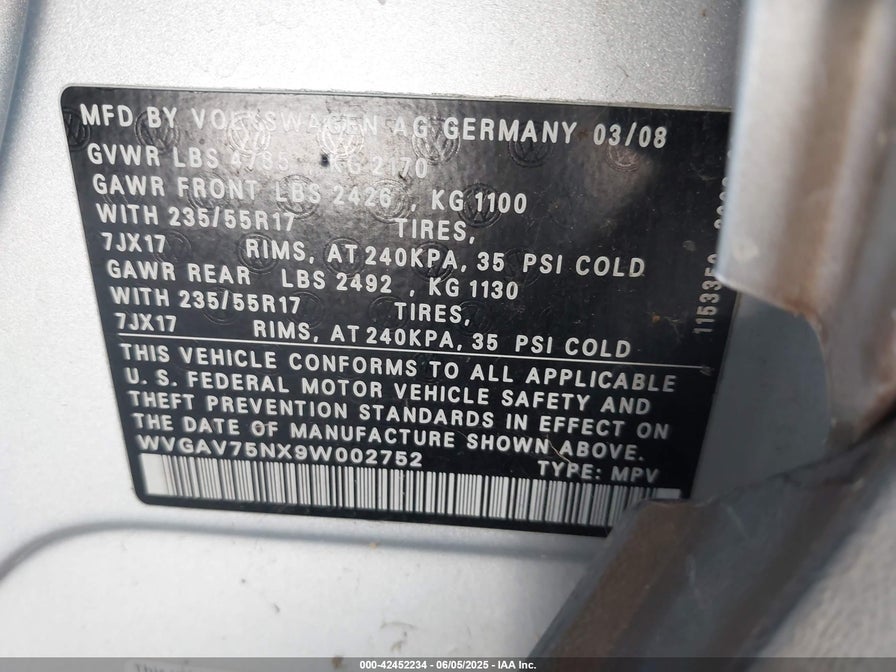 MFD BY VOLKSWAGEN AG GERMANY 03/08
GVWR LBS 4785 KG 2170
GAWR FRONT LBS 2426 , KG 1100
WITH 235/55R17 TIRES,
7JX17 RIMS, AT 240KPA, 35 PSI COLD
GAWR REAR LBS 2492 , KG 1130
WITH 235/55R17 TIRES,
7JX17 RIMS, AT 240KPA, 35 PSI COLD
THIS VEHICLE CONFORMS TO ALL APPLICABLE
U. S. FEDERAL MOTOR VEHICLE SAFETY AND
THEFT PREVENTION STANDARDS IN EFFECT ON
THE DATE OF MANUFACTURE SHOWN ABOVE.
WVGAV75NX9W002752 TYPE: MPV
000-42452234 - 06/05/2025 - IAA Inc.